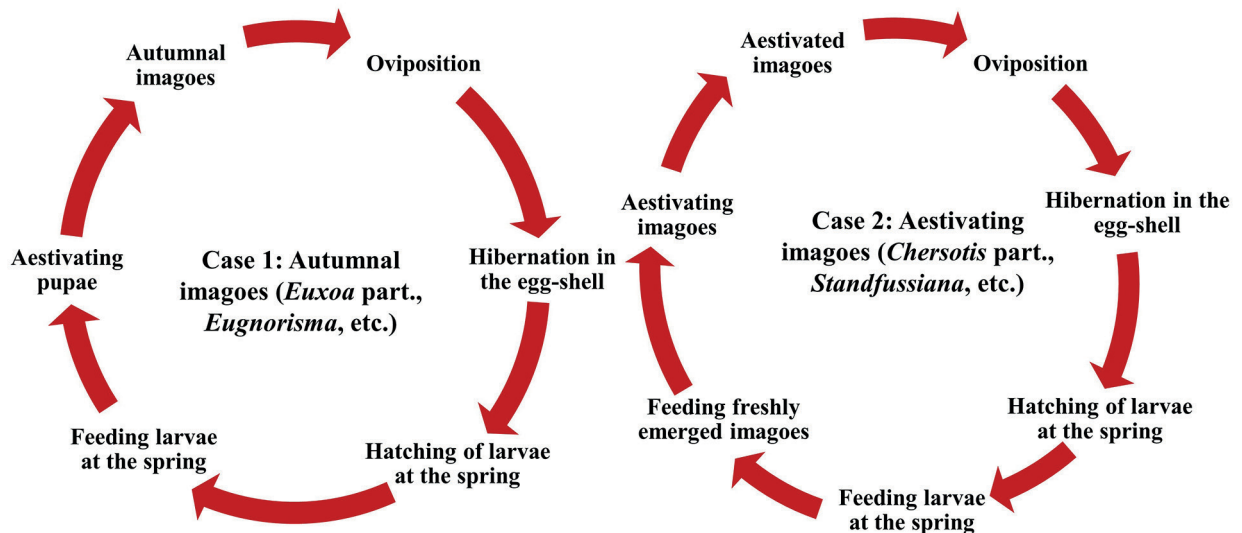 Autumnal
imagoes
Oviposition
Hibernation in
the egg-shell
Hatching of larvae
at the spring
Feeding larvae
at the spring
Aestivating
pupae
Case 1: Autumnal
imagoes (Euxoa part.,
Eugnorisma, etc.)
Aestivated
imagoes
Oviposition
Hibernation in the
egg-shell
Hatching of larvae
at the spring
Feeding larvae
at the spring
Feeding freshly
emerged imagoes
Aestivating
imagoes
Case 2: Aestivating
imagoes (Chersotis part.,
Standfussiana, etc.)